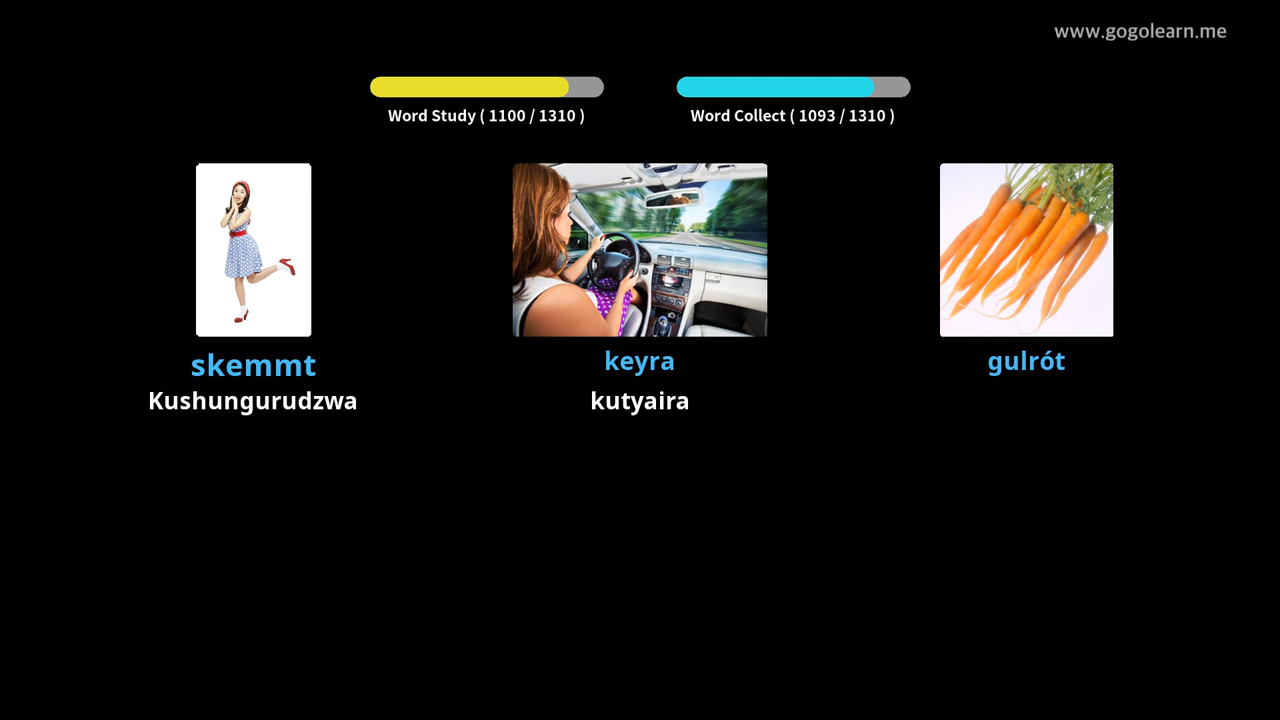 www.gogolearn.me
Word Study ( 1100 / 1310 )
Word Collect ( 1093 / 1310 )
skemmt
keyra
gulrót
Kushungurudzwa
kutyaira